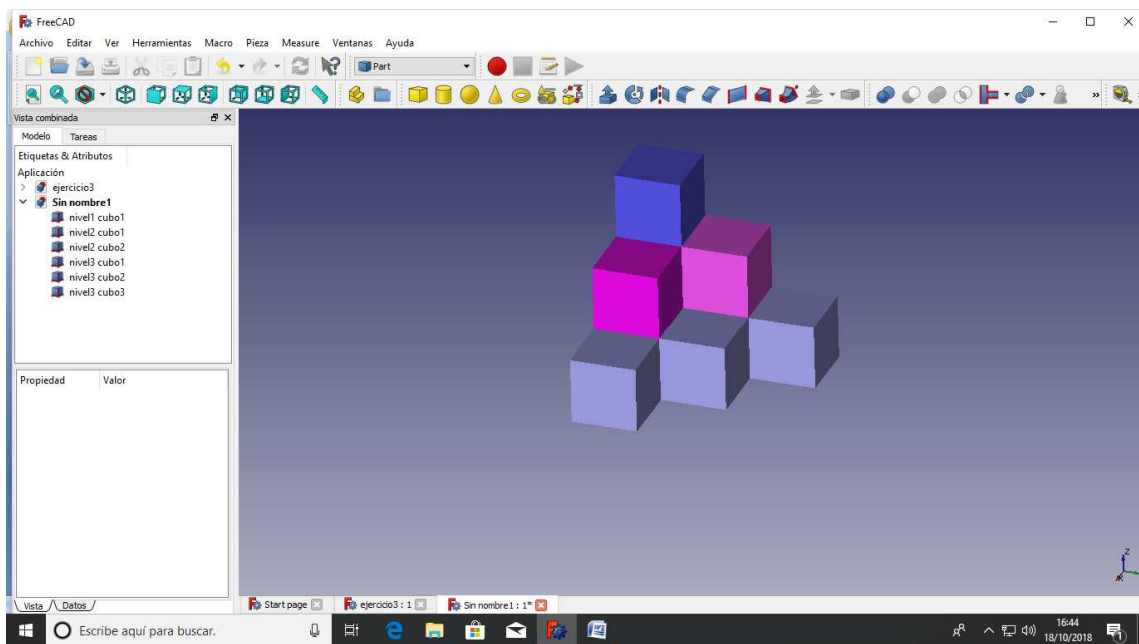 FreeCAD
Archivo Editar Ver Herramientas Macro Pieza Measure Ventanas Ayuda
Part
»
Vista combinada
Modelo Tareas
Etiquetas & Atributos
Aplicación
ejercicio3
Sin nombre1
nivel1 cubo1
nivel2 cubo1
nivel2 cubo2
nivel3 cubo1
nivel3 cubo2
nivel3 cubo3
Propiedad Valor
Z
Vista Datos
Start page ejercicio3 : 1 Sin nombre1 : 1*
Escribe aquí para buscar.
16:44
18/10/2018